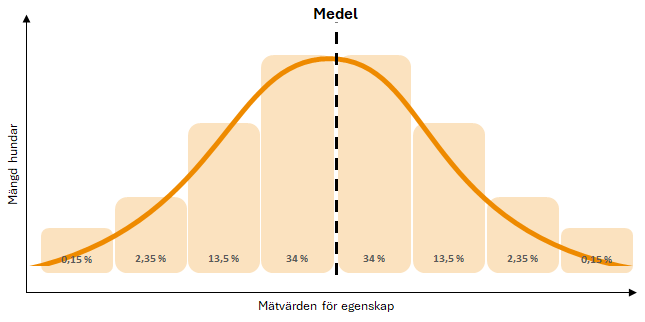 Medel
Mängd hundar
0,15 %
2,35 %
13,5 %
34 %
34 %
13,5 %
2,35 %
0,15 %
Mätvärden för egenskap